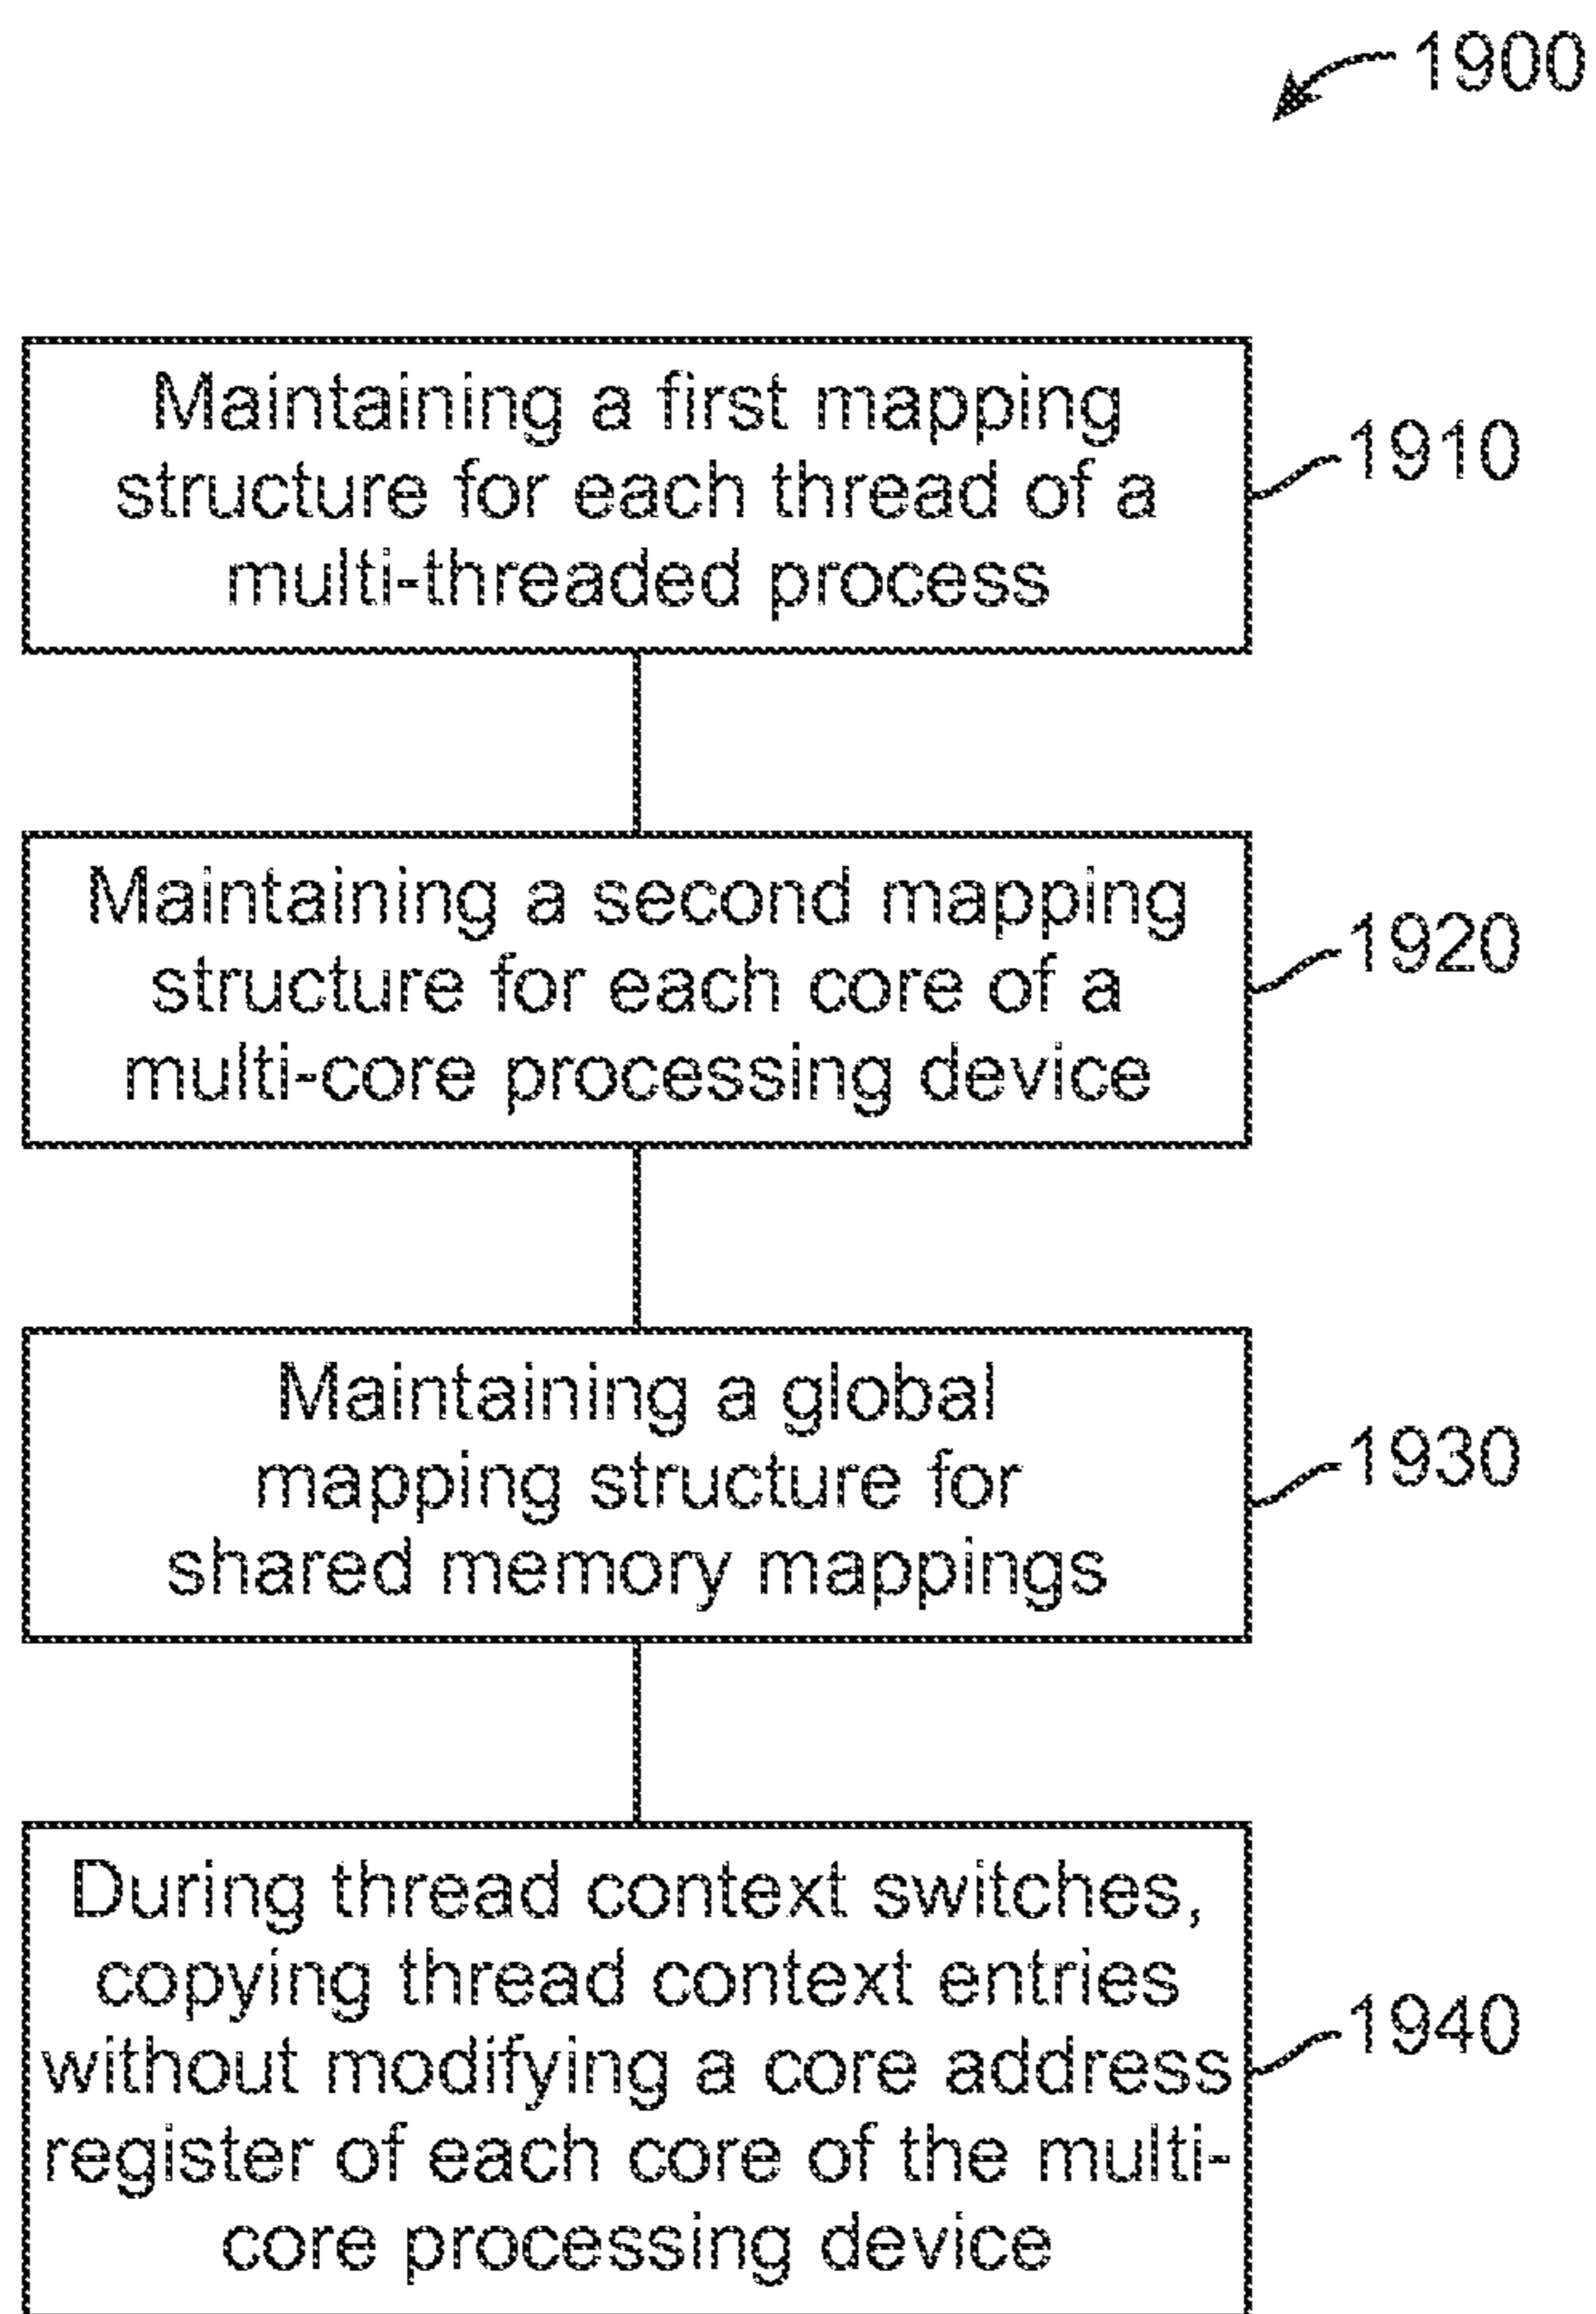 1900
Maintaining a first mapping
structure for each thread of a
multi-threaded process
1910
Maintaining a second mapping
structure for each core of a
multi-core processing device
1920
Maintaining a global
mapping structure for
shared memory mappings
1930
During thread context switches,
copying thread context entries
without modifying a core address
register of each core of the multi-
core processing device
1940